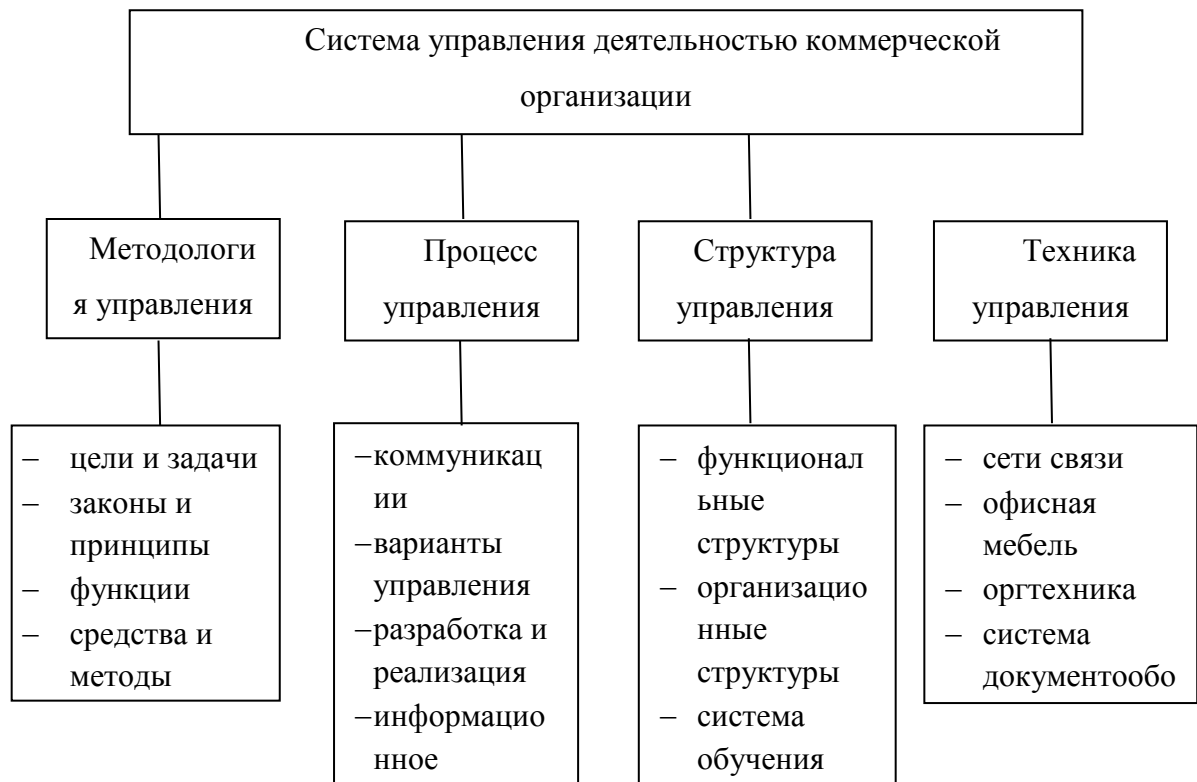 Система управления деятельностью коммерческой
организации
Методологи
я управления
Процесс
управления
Структура
управления
Техника
управления
– цели и задачи
– законы и
принципы
– функции
– средства и
методы
–коммуникац
ии
–варианты
управления
–разработка и
реализация
–информацио
нное
– функционал
ьные
структуры
– организацио
нные
структуры
– система
обучения
– сети связи
– офисная
мебель
– оргтехника
– система
документообо